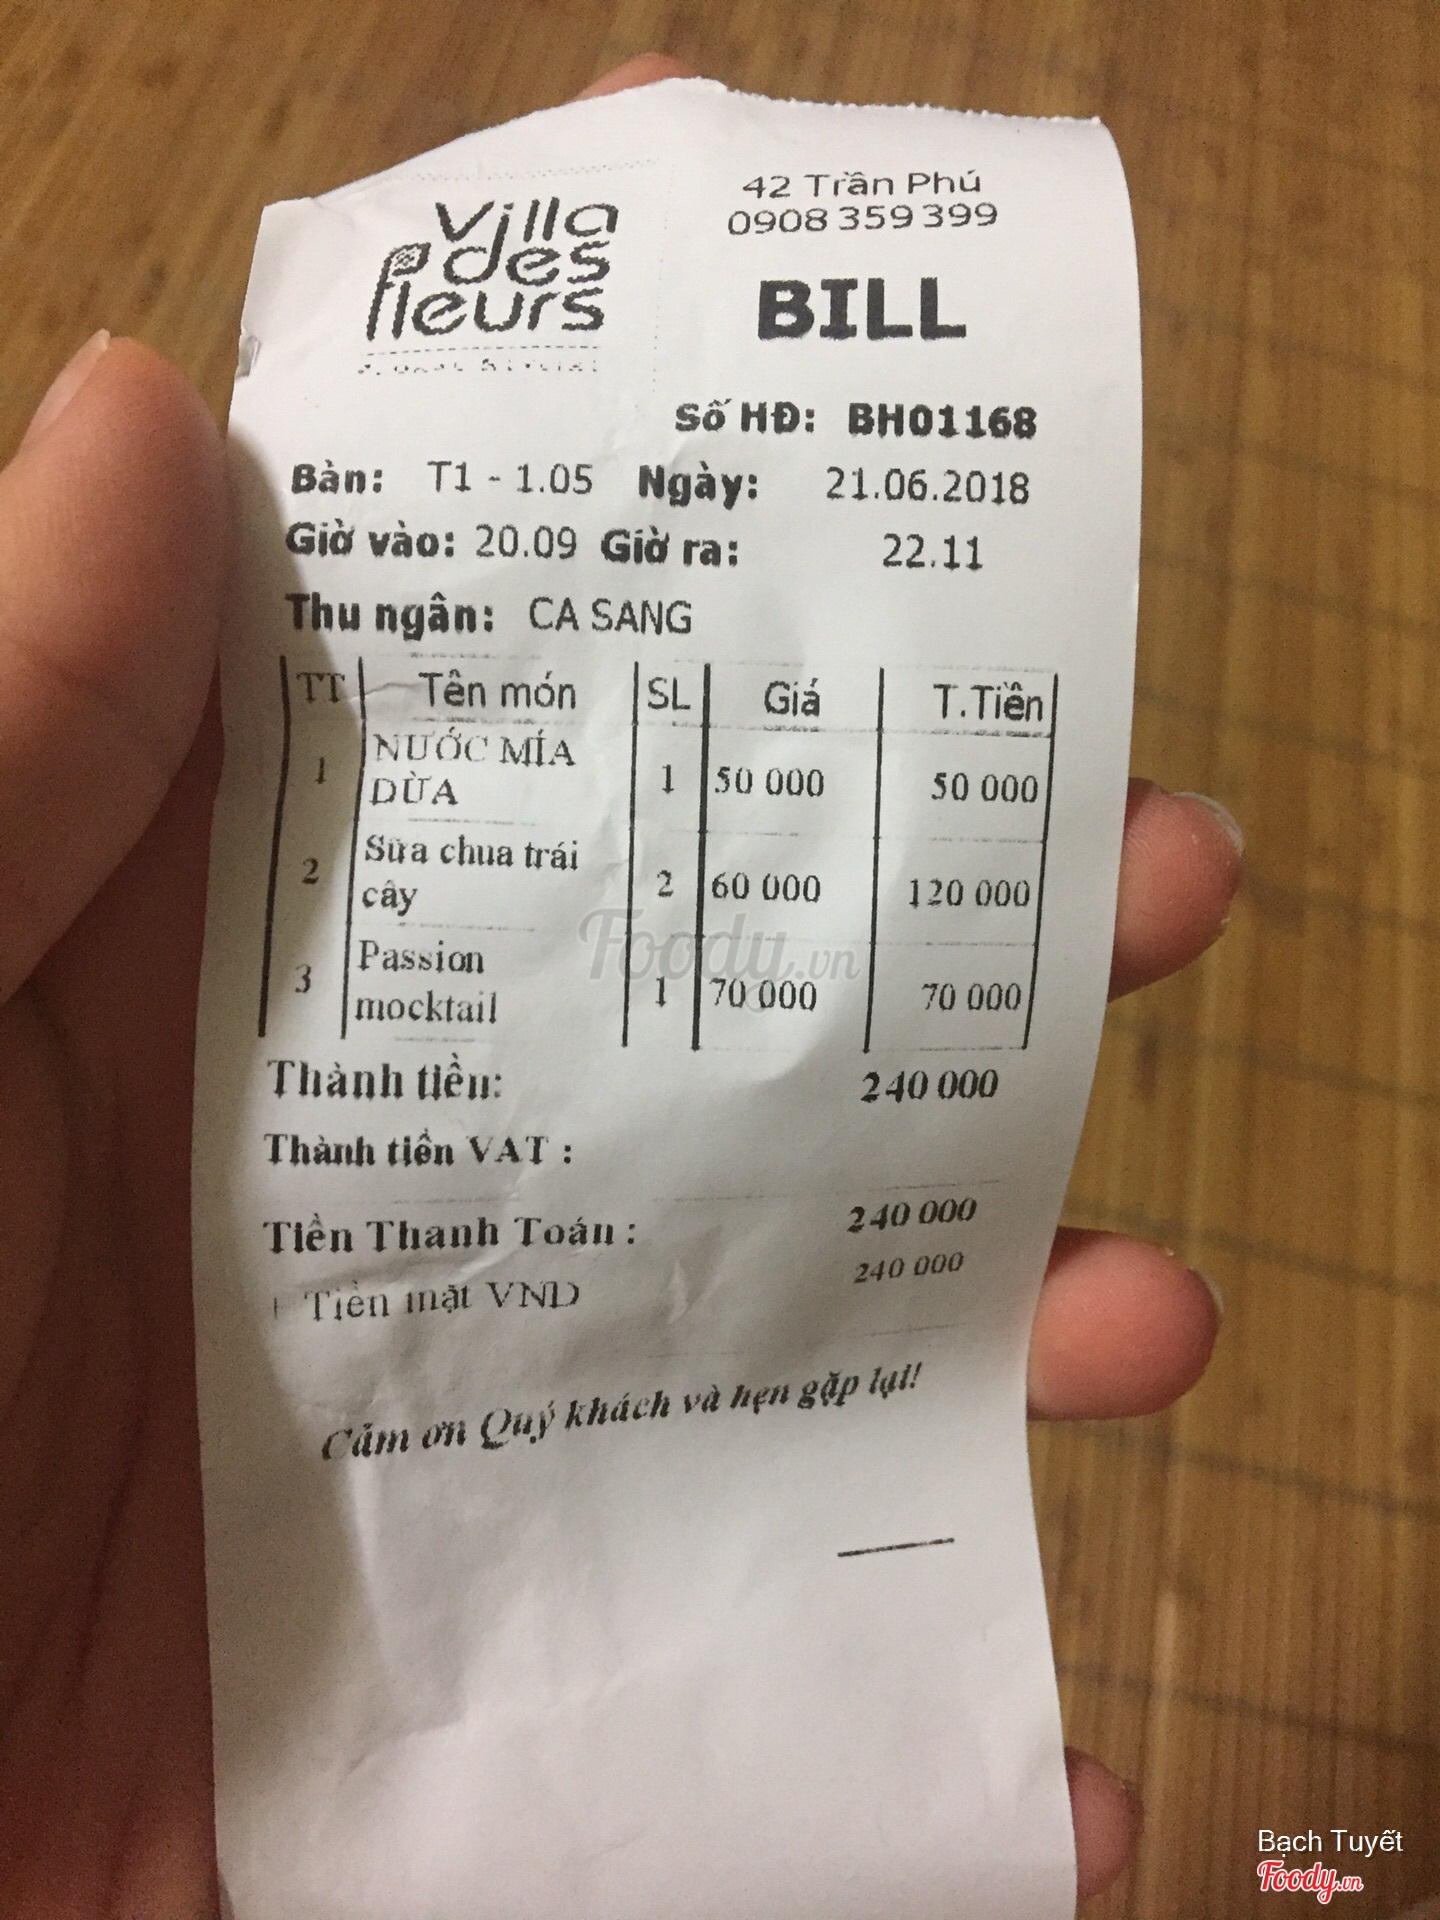 Villa
des
fleurs
42 Trần Phú
0908 359 399
BILL
Số HĐ: BH01168
Bàn: T1 - 1.05 Ngày: 21.06.2018
Giờ vào: 20.09 Giờ ra: 22.11
Thu ngân: CA SANG
TT Tên món SL Giá T.Tiền
1 NƯỚC MÍA DỪA 1 50 000 50 000
2 Sữa chua trái cây 2 60 000 120 000
3 Passion mocktail 1 70 000 70 000
Foody.vn
Thành tiền: 240 000
Thành tiền VAT :
Tiền Thanh Toán : 240 000
Tiền mặt VND 240 000
Cảm ơn Quý khách và hẹn gặp lại!
Bạch Tuyết
Foody.vn